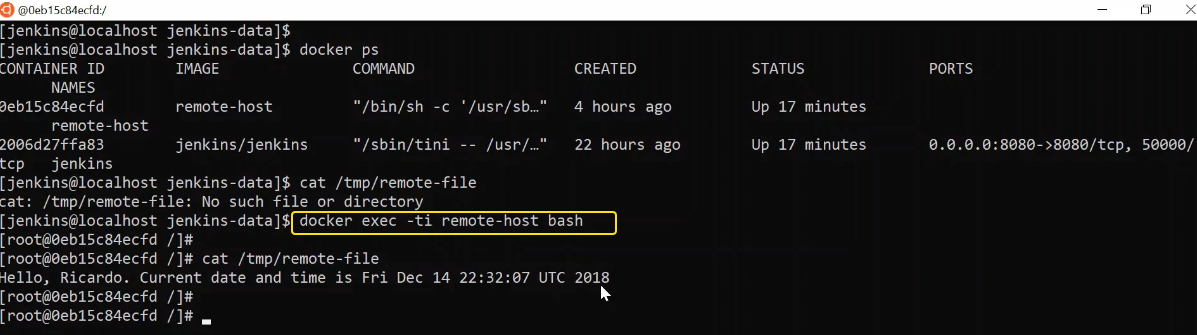 @0eb15c84ecfd:/
[jenkins@localhost jenkins-data]$
[jenkins@localhost jenkins-data]$ docker ps
CONTAINER ID        IMAGE               COMMAND                  CREATED             STATUS              PORTS
      NAMES
0eb15c84ecfd        remote-host         "/bin/sh -c '/usr/sb…"   4 hours ago         Up 17 minutes
      remote-host
2006d27ffa83        jenkins/jenkins     "/sbin/tini -- /usr/…"   22 hours ago        Up 17 minutes       0.0.0.0:8080->8080/tcp, 50000/
tcp   jenkins
[jenkins@localhost jenkins-data]$ cat /tmp/remote-file
cat: /tmp/remote-file: No such file or directory
[jenkins@localhost jenkins-data]$ docker exec -ti remote-host bash
[root@0eb15c84ecfd /]#
[root@0eb15c84ecfd /]# cat /tmp/remote-file
Hello, Ricardo. Current date and time is Fri Dec 14 22:32:07 UTC 2018
[root@0eb15c84ecfd /]#
[root@0eb15c84ecfd /]#